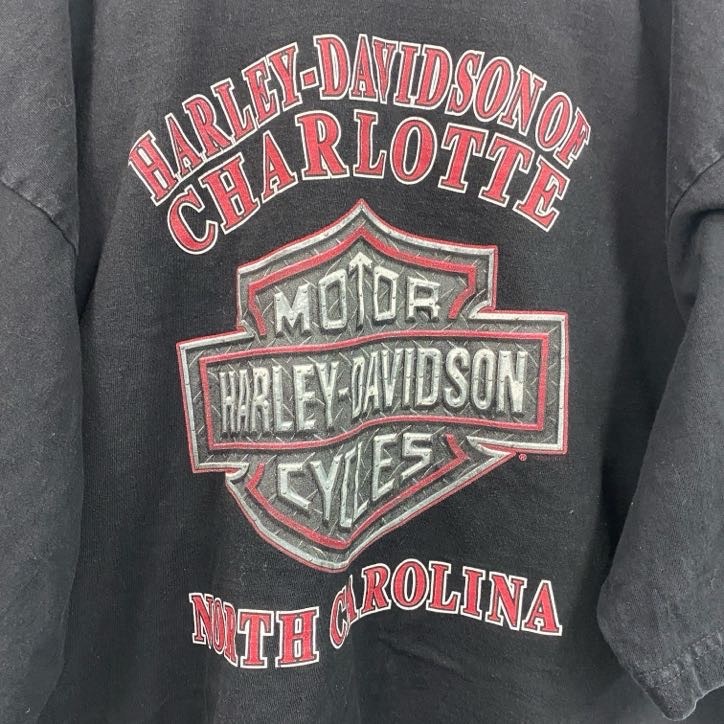 HARLEY-DAVIDSON OF
CHARLOTTE
MOTOR
HARLEY-DAVIDSON
CYCLES
®
NORTH CAROLINA